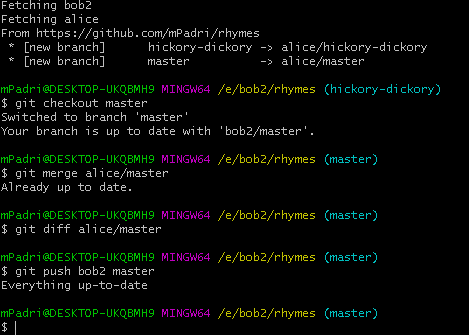 Fetching bob2
Fetching alice
From https://github.com/mPadri/rhymes
 * [new branch]      hickory-dickory -> alice/hickory-dickory
 * [new branch]      master          -> alice/master
mPadri@DESKTOP-UKQBMH9 MINGW64 /e/bob2/rhymes (hickory-dickory)
$ git checkout master
Switched to branch 'master'
Your branch is up to date with 'bob2/master'.
mPadri@DESKTOP-UKQBMH9 MINGW64 /e/bob2/rhymes (master)
$ git merge alice/master
Already up to date.
mPadri@DESKTOP-UKQBMH9 MINGW64 /e/bob2/rhymes (master)
$ git diff alice/master
mPadri@DESKTOP-UKQBMH9 MINGW64 /e/bob2/rhymes (master)
$ git push bob2 master
Everything up-to-date
mPadri@DESKTOP-UKQBMH9 MINGW64 /e/bob2/rhymes (master)
$